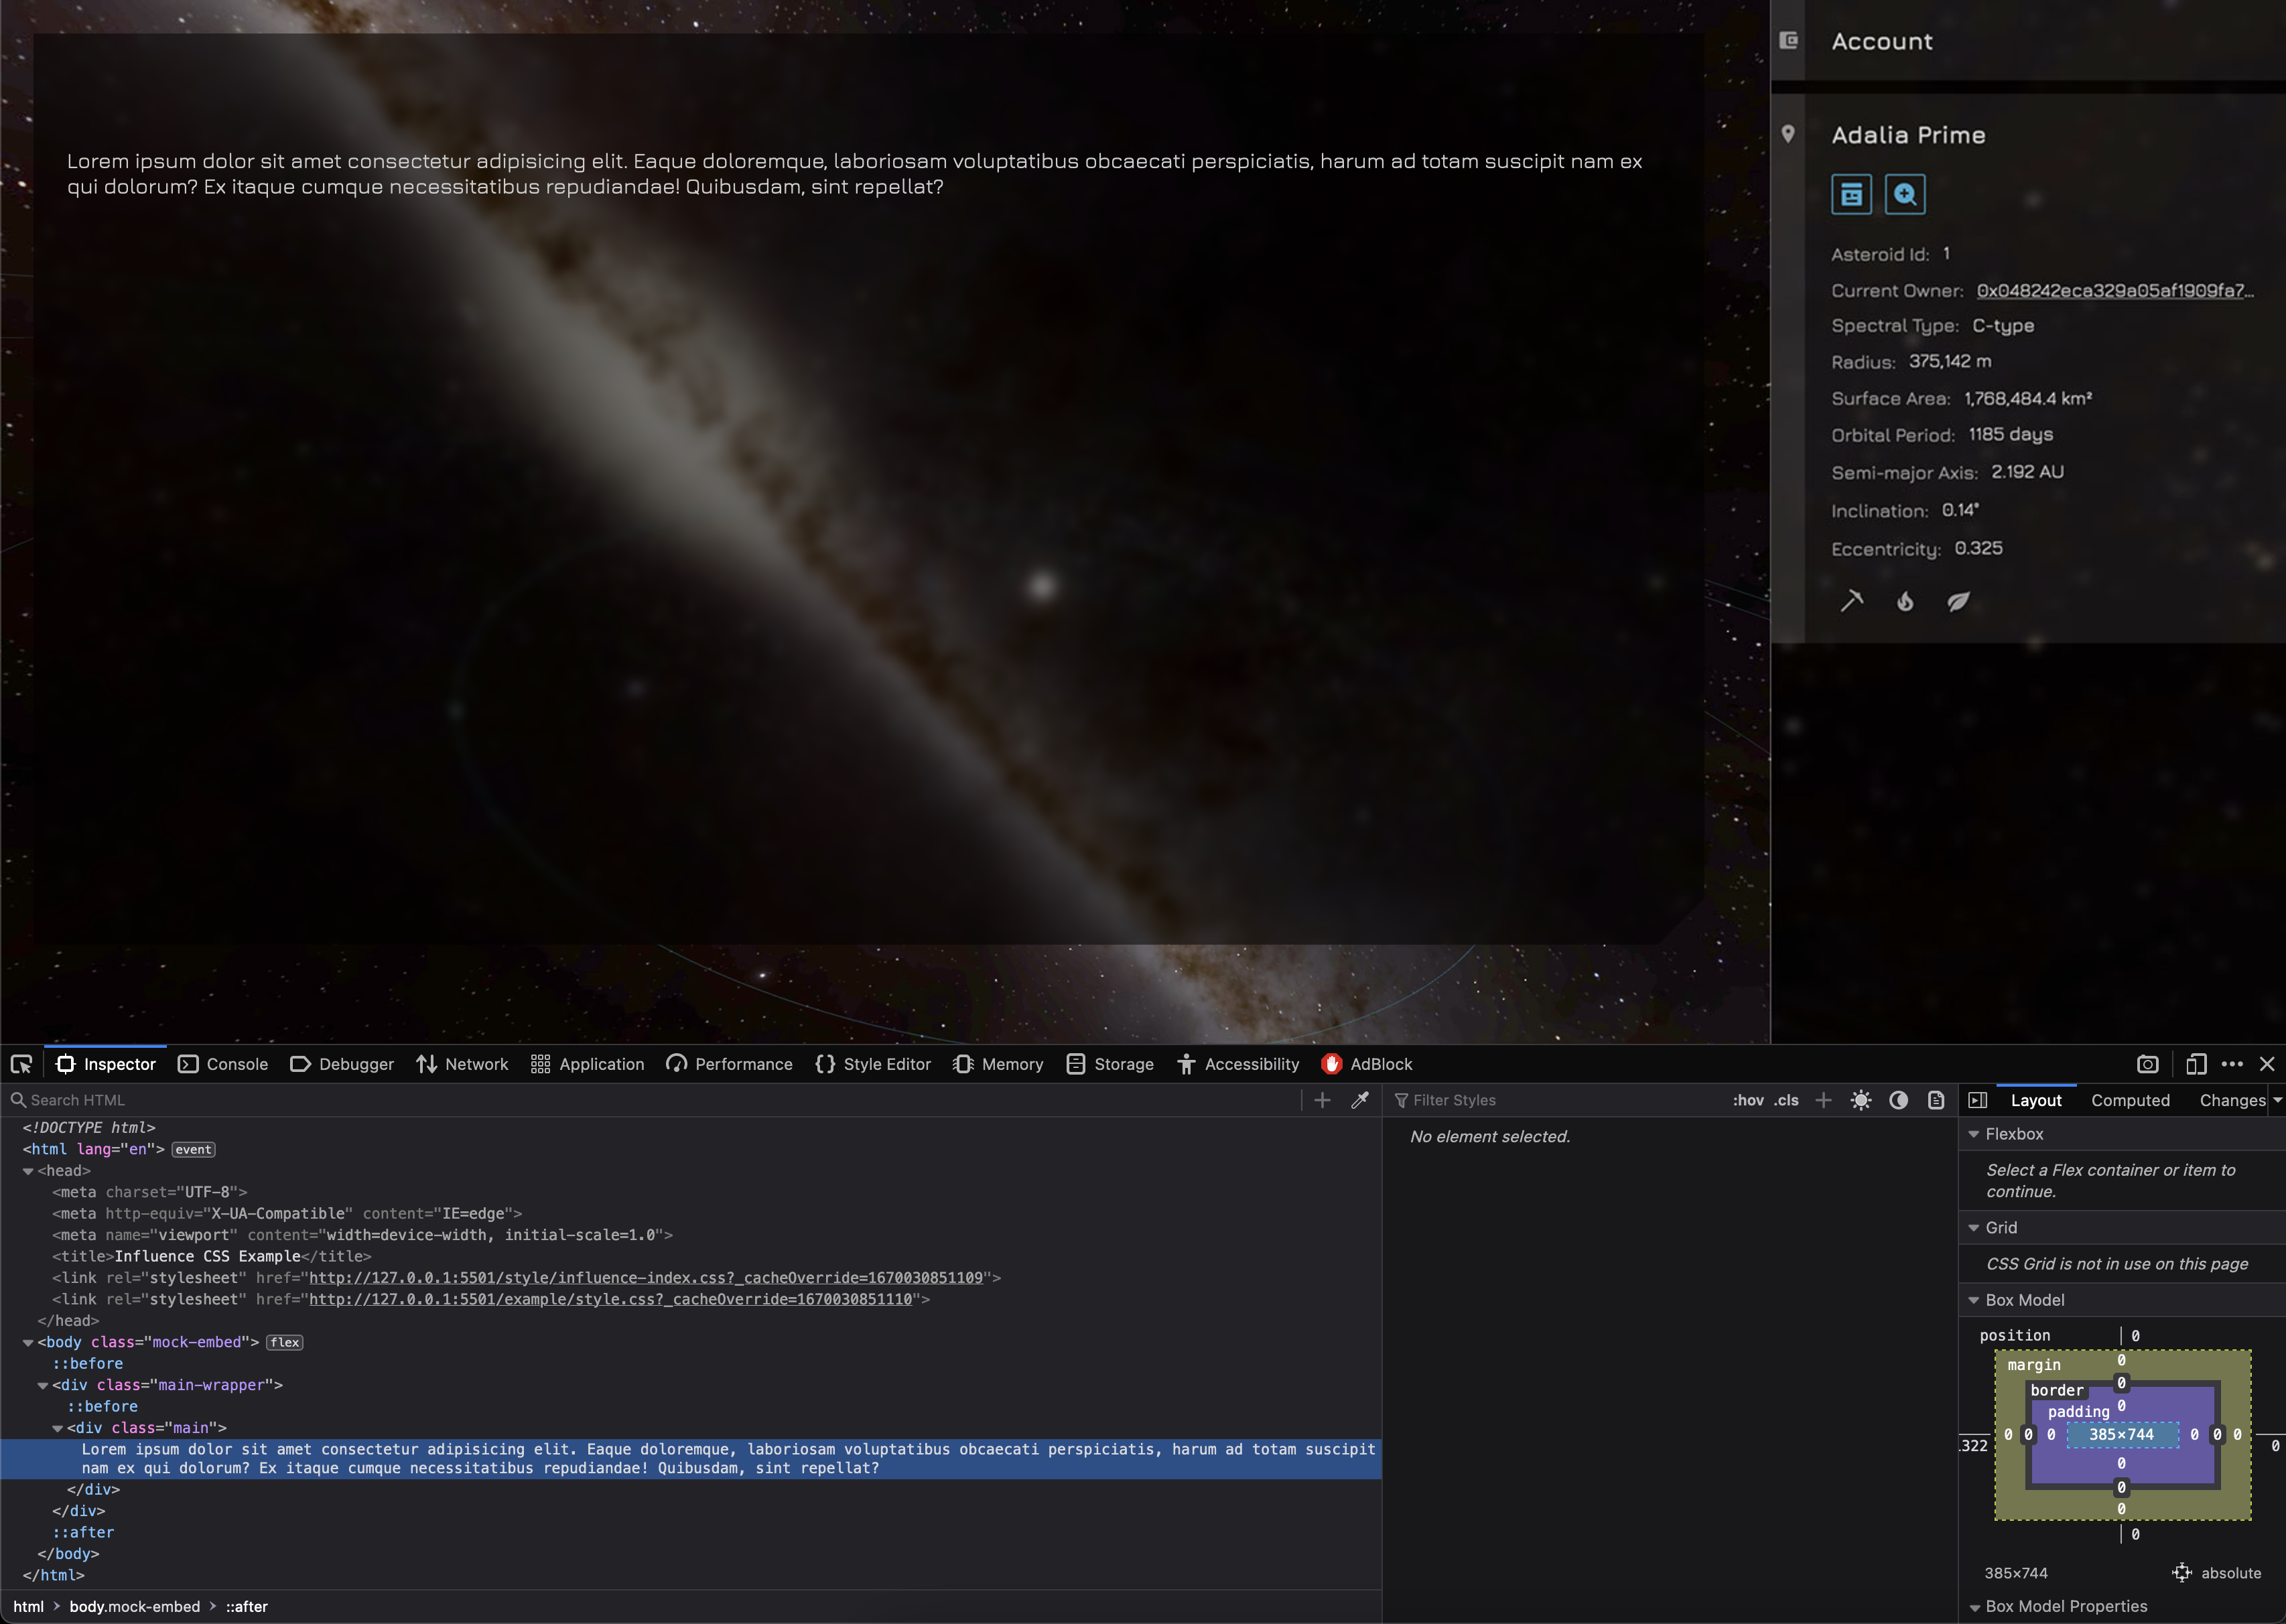 Account
Adalia Prime
Lorem ipsum dolor sit amet consectetur adipisicing elit. Eaque doloremque, laboriosam voluptatibus obcaecati perspiciatis, harum ad totam suscipit nam ex
qui dolorum? Ex itaque cumque necessitatibus repudiandae! Quibusdam, sint repellat?
Asteroid Id: 1
Current Owner: 0x048242eca329a05af1909fa7...
Spectral Type: C-type
Radius: 375,142 m
Surface Area: 1,768,484.4 km²
Orbital Period: 1185 days
Semi-major Axis: 2.192 AU
Inclination: 0.14°
Eccentricity: 0.325
Inspector Console Debugger Network Application Performance Style Editor Memory Storage Accessibility AdBlock
Search HTML
<!DOCTYPE html>
<html lang="en"> event
<head>
<meta charset="UTF-8">
<meta http-equiv="X-UA-Compatible" content="IE=edge">
<meta name="viewport" content="width=device-width, initial-scale=1.0">
<title>Influence CSS Example</title>
<link rel="stylesheet" href="http://127.0.0.1:5501/style/influence-index.css?_cacheOverride=1670030851109">
<link rel="stylesheet" href="http://127.0.0.1:5501/example/style.css?_cacheOverride=1670030851110">
</head>
<body class="mock-embed"> flex
::before
<div class="main-wrapper">
::before
<div class="main">
Lorem ipsum dolor sit amet consectetur adipisicing elit. Eaque doloremque, laboriosam voluptatibus obcaecati perspiciatis, harum ad totam suscipit
nam ex qui dolorum? Ex itaque cumque necessitatibus repudiandae! Quibusdam, sint repellat?
</div>
</div>
::after
</body>
</html>
html > body.mock-embed > ::after
Filter Styles :hov .cls
No element selected.
Layout Computed Changes
Flexbox
Select a Flex container or item to
continue.
Grid
CSS Grid is not in use on this page
Box Model
position 0
margin 0
border 0
padding 0
.322 0 0 0 385×744 0 0 0 0
0
0
0
0
385×744 absolute
Box Model Properties